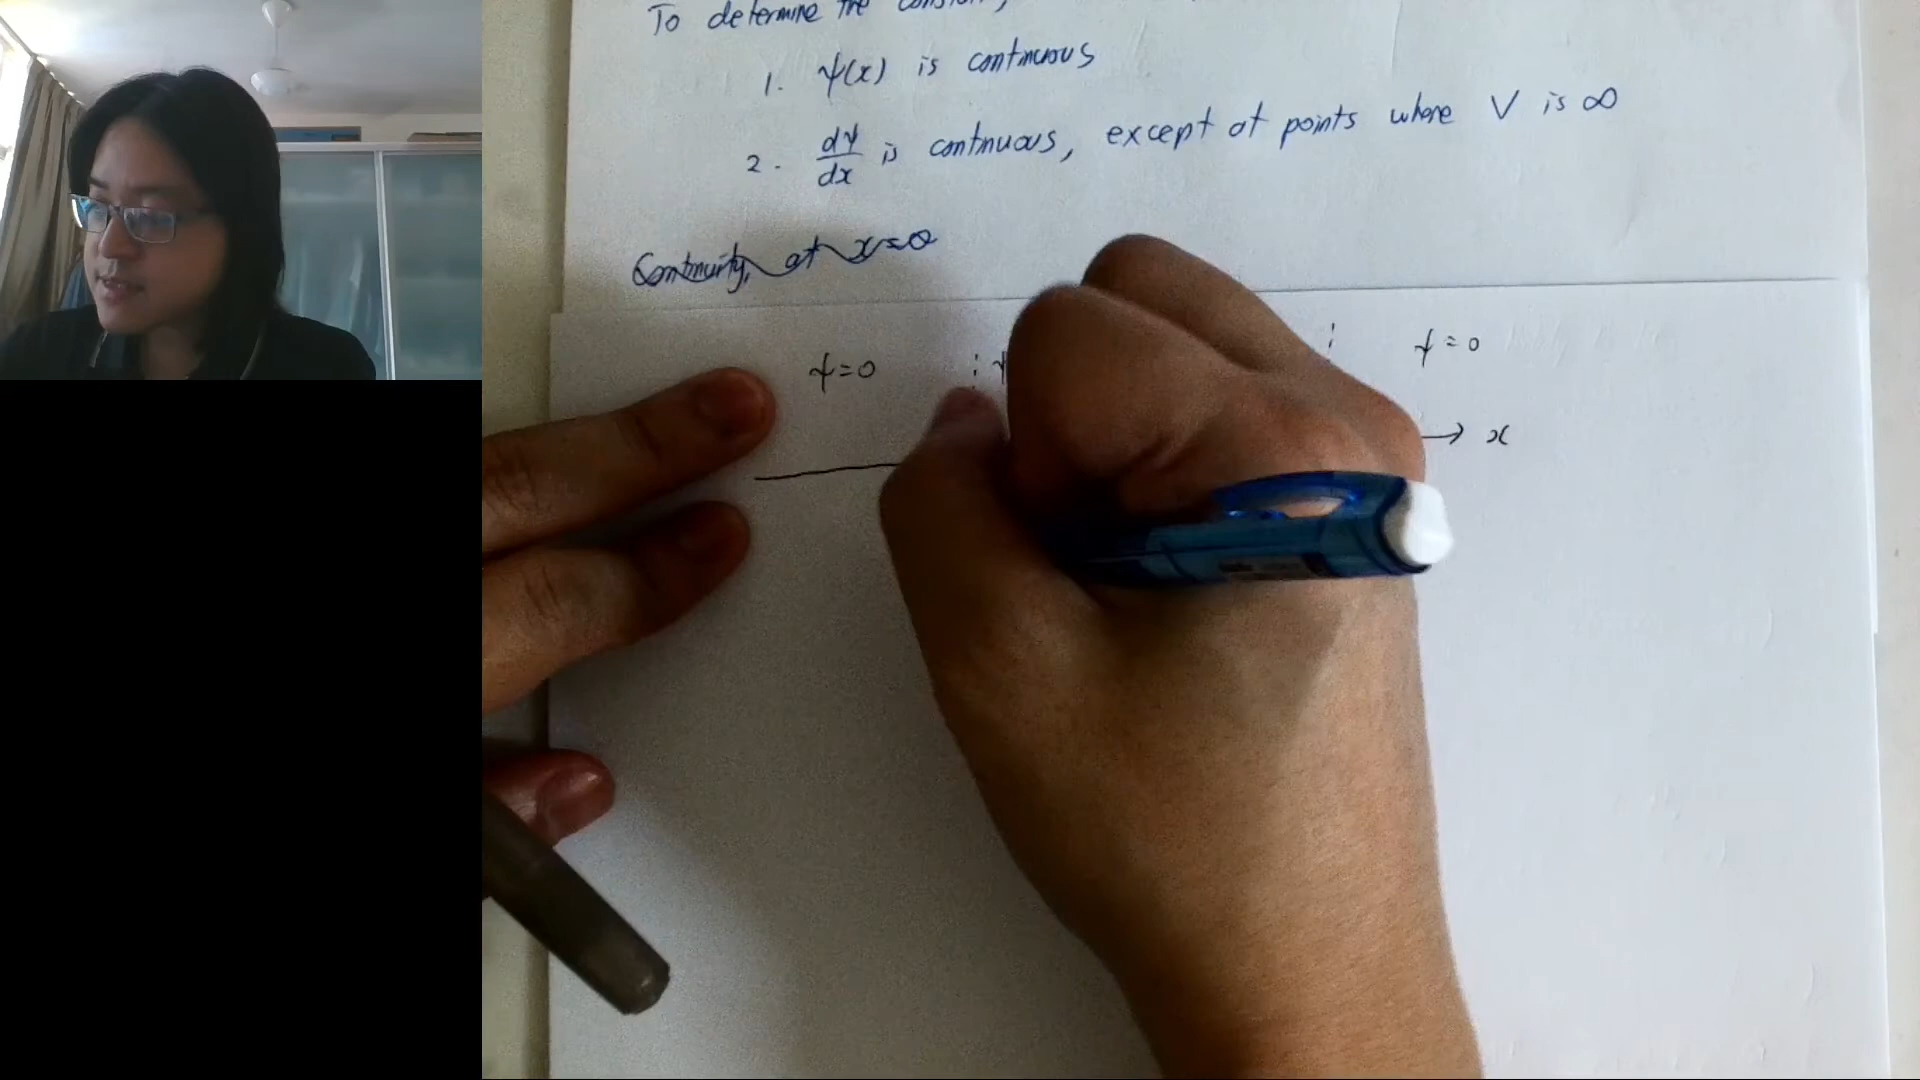 To determine the
1. ψ(x) is continuous
2. dψ/dx is continuous, except at points where V is ∞
Continuity at x=0
ψ=0 ψ ψ=0
→ x